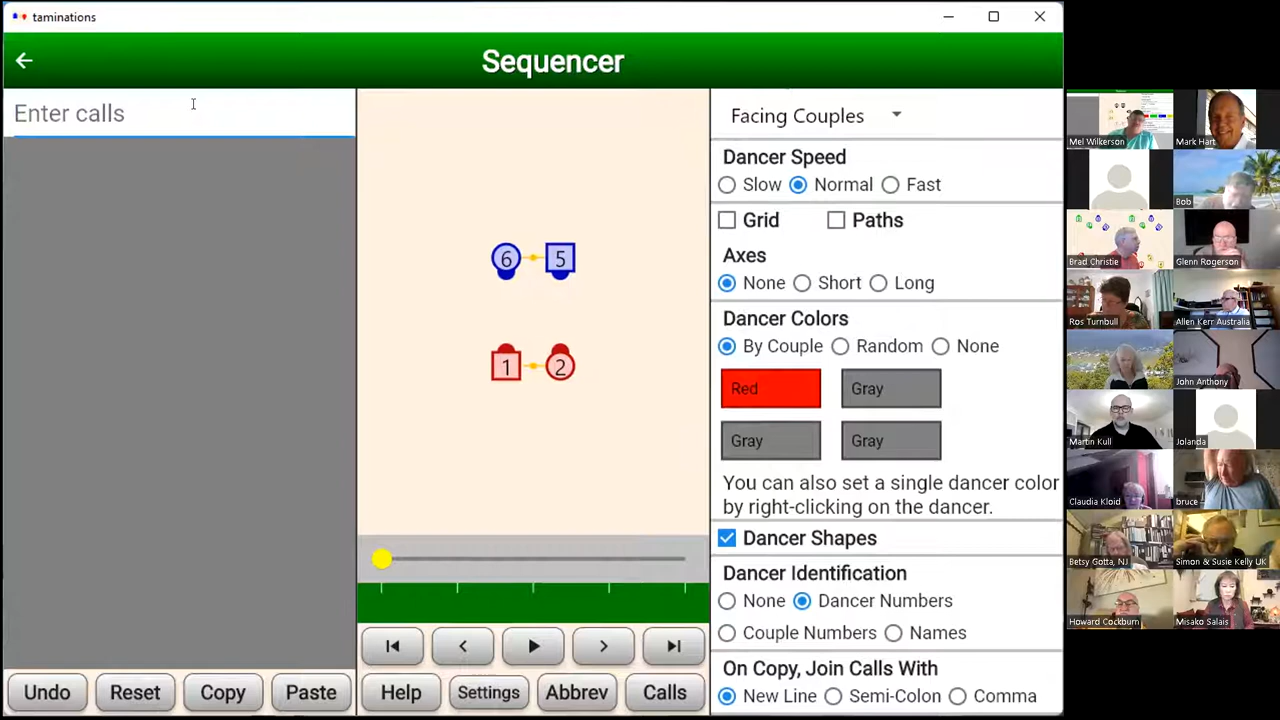 taminations
Sequencer
Enter calls
Facing Couples
Dancer Speed
Slow Normal Fast
Grid Paths
Axes
None Short Long
Dancer Colors
By Couple Random None
Red Gray
Gray Gray
You can also set a single dancer color
by right-clicking on the dancer.
Dancer Shapes
Dancer Identification
None Dancer Numbers
Couple Numbers Names
On Copy, Join Calls With
New Line Semi-Colon Comma
6 5
1 2
Undo Reset Copy Paste
Help Settings Abbrev Calls
Mel Wilkerson
Mark Hart
Bob
Brad Christie
Glenn Rogerson
Ros Turnbull
Allen Kerr Australia
John Anthony
Martin Kull
Jolanda
Claudia Kloid
bruce
Betsy Gotta, NJ
Simon & Susie Kelly UK
Howard Cockburn
Misako Salais